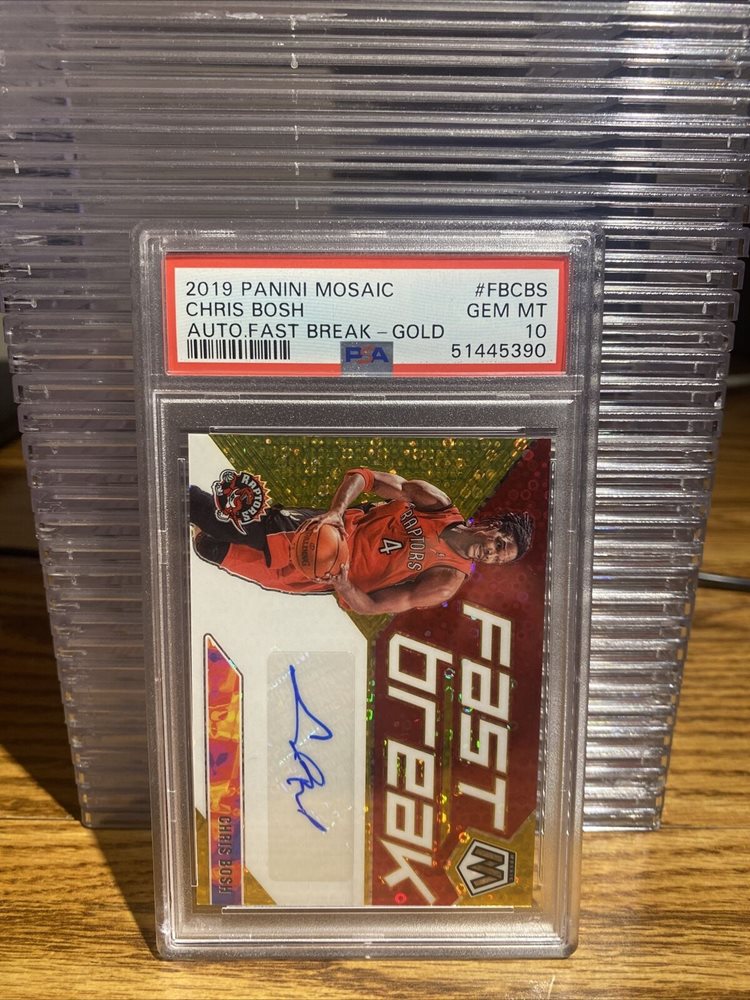 2019 PANINI MOSAIC #FBCBS
CHRIS BOSH GEM MT
AUTO.FAST BREAK - GOLD 10
PSA 51445390
RAPTORS
RAPTORS
4
Fast
break
M
CHRIS BOSH